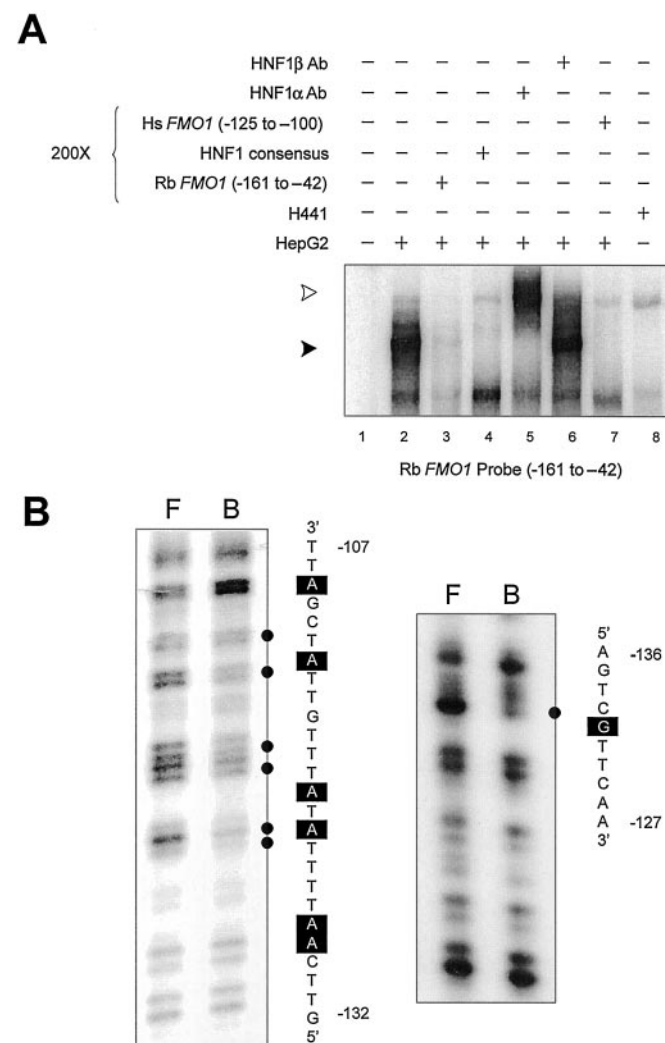 A
HNF1β Ab − − − − − + − −
HNF1α Ab − − − − + − − −
Hs FMO1 (-125 to –100) − − − − − − + −
200X
HNF1 consensus − − − + − − − −
Rb FMO1 (-161 to –42) − − + − − − − −
H441 − − − − − − − +
HepG2 − + + + + + + −
1 2 3 4 5 6 7 8
Rb FMO1 Probe (-161 to –42)
B
F B
3'
T -107
T
A
G
C
T
A
T
T
G
T
T
T
A
T
A
T
T
T
T
A
A
C
T
T
G -132
5'
F B
5'
A -136
G
T
C
G
T
T
C
A
A -127
3'